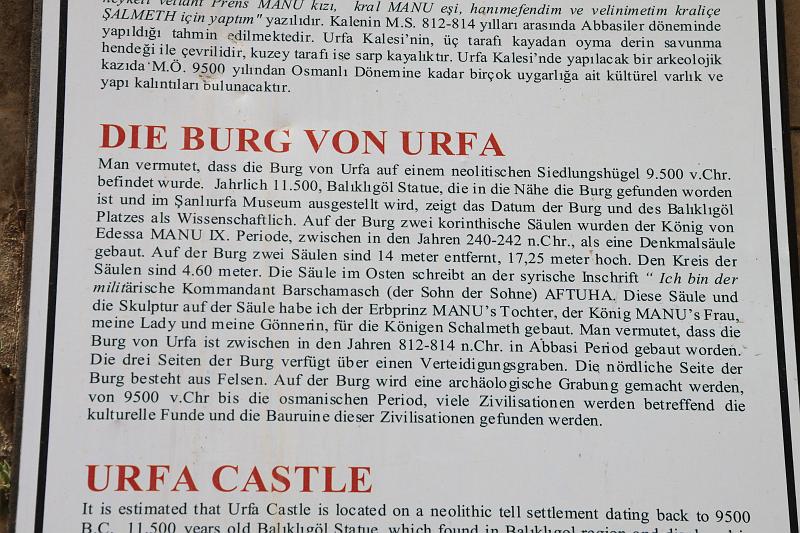 heykeli veliaht Prens MANU kızı, kral MANU eşi, hanımefendim ve velinimetim kraliçe
ŞALMETH için yaptım" yazılıdır. Kalenin M.S. 812-814 yılları arasında Abbasiler döneminde
yapıldığı tahmin edilmektedir. Urfa Kalesi’nin, üç tarafı kayadan oyma derin savunma
hendeği ile çevrilidir, kuzey tarafı ise sarp kayalıktır. Urfa Kalesi’nde yapılacak bir arkeolojik
kazıda M.Ö. 9500 yılından Osmanlı Dönemine kadar birçok uygarlığa ait kültürel varlık ve
yapı kalıntıları bulunacaktır.
DIE BURG VON URFA
Man vermutet, dass die Burg von Urfa auf einem neolitischen Siedlungshügel 9.500 v.Chr.
befindet wurde. Jahrlich 11.500, Balıklıgöl Statue, die in die Nähe die Burg gefunden worden
ist und im Şanlıurfa Museum ausgestellt wird, zeigt das Datum der Burg und des Balıklıgöl
Platzes als Wissenschaftlich. Auf der Burg zwei korinthische Säulen wurden der König von
Edessa MANU IX. Periode, zwischen in den Jahren 240-242 n.Chr., als eine Denkmalsäule
gebaut. Auf der Burg zwei Säulen sind 14 meter entfernt, 17,25 meter hoch. Den Kreis der
Säulen sind 4.60 meter. Die Säule im Osten schreibt an der syrische Inschrift “ Ich bin der
militärische Kommandant Barschamasch (der Sohn der Sohne) AFTUHA. Diese Säule und
die Skulptur auf der Säule habe ich der Erbprinz MANU’s Tochter, der König MANU’s Frau,
meine Lady und meine Gönnerin, für die Königen Schalmeth gebaut. Man vermutet, dass die
Burg von Urfa ist zwischen in den Jahren 812-814 n.Chr. in Abbasi Period gebaut worden.
Die drei Seiten der Burg verfügt über einen Verteidigungsgraben. Die nördliche Seite der
Burg besteht aus Felsen. Auf der Burg wird eine archäologische Grabung gemacht werden,
von 9500 v.Chr bis die osmanischen Period, viele Zivilisationen werden betreffend die
kulturelle Funde und die Bauruine dieser Zivilisationen gefunden werden.
URFA CASTLE
It is estimated that Urfa Castle is located on a neolithic tell settlement dating back to 9500
B.C. 11.500 years old Balıklıgöl Statue, which found in Balıklıgol region and